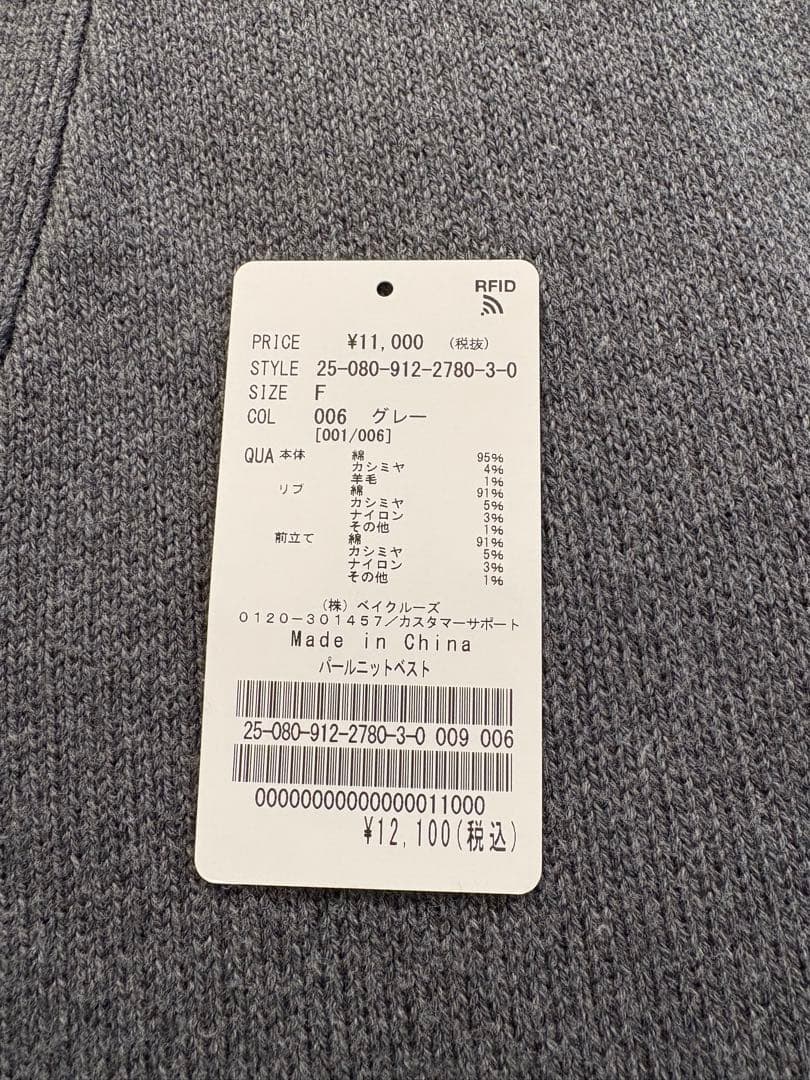 RFID
PRICE ¥11,000 (税抜)
STYLE 25-080-912-2780-3-0
SIZE F
COL 006 グレー
[001/006]
QUA 本体 綿 95%
カシミヤ 4%
羊毛 1%
リブ 綿 91%
カシミヤ 5%
ナイロン 3%
その他 1%
前立て 綿 91%
カシミヤ 5%
ナイロン 3%
その他 1%
(株)ベイクルーズ
0120-301457/カスタマーサポート
Made in China
パールニットベスト
25-080-912-2780-3-0 009 006
00000000000000011000
¥12,100(税込)